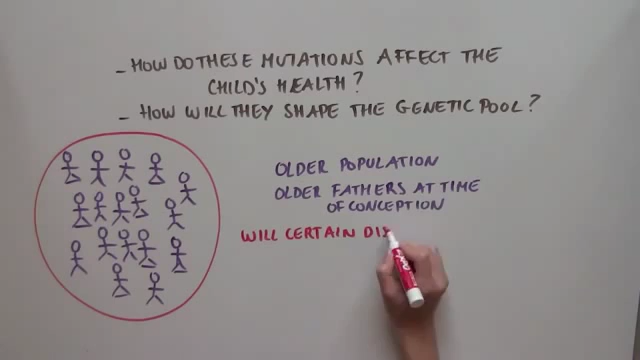 - HOW DO THESE MUTATIONS AFFECT THE
CHILD'S HEALTH?
- HOW WILL THEY SHAPE THE GENETIC POOL?
OLDER POPULATION
OLDER FATHERS AT TIME
OF CONCEPTION
WILL CERTAIN DIS